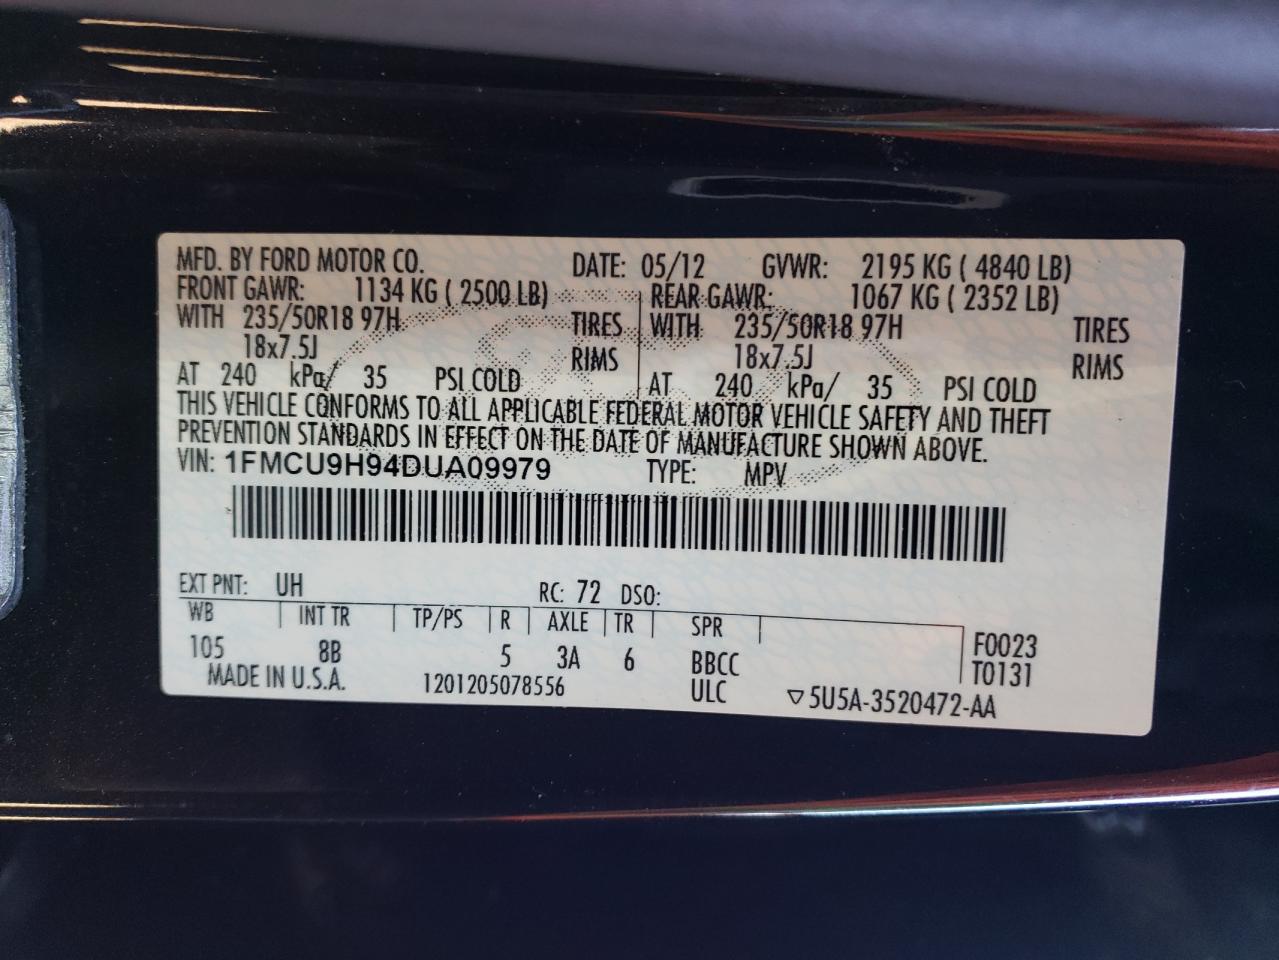 MFD. BY FORD MOTOR CO. DATE: 05/12 GVWR: 2195 KG ( 4840 LB)
FRONT GAWR: 1134 KG ( 2500 LB) REAR GAWR: 1067 KG ( 2352 LB)
WITH 235/50R18 97H TIRES WITH 235/50R18 97H TIRES
18x7.5J RIMS 18x7.5J RIMS
AT 240 kPa/ 35 PSI COLD AT 240 kPa/ 35 PSI COLD
THIS VEHICLE CONFORMS TO ALL APPLICABLE FEDERAL MOTOR VEHICLE SAFETY AND THEFT
PREVENTION STANDARDS IN EFFECT ON THE DATE OF MANUFACTURE SHOWN ABOVE.
VIN: 1FMCU9H94DUA09979 TYPE: MPV
EXT PNT: UH RC: 72 DSO:
WB INT TR TP/PS R AXLE TR SPR
105 8B 5 3A 6 BBCC F0023
T0131
MADE IN U.S.A. 1201205078556 ULC ▽5U5A-3520472-AA